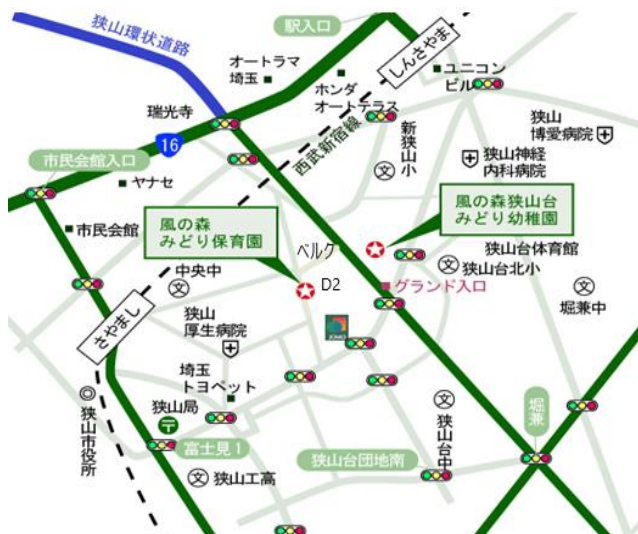 駅入口
狭山環状道路
しんさやま
オートラマ
埼玉
ユニコン
ビル
ホンダ
オートテラス
瑞光寺
狭山
博愛病院
新狭山小
文
16
西武新宿線
狭山神経
内科病院
市民会館入口
ヤナセ
風の森狭山台
みどり幼稚園
風の森
みどり保育園
市民会館
ベルク
狭山台体育館
文
狭山台北小
中央中
文
D2
グランド入口
文
堀兼中
さやまし
狭山
厚生病院
JOMO
埼玉
トヨペット
狭山市役所
狭山局
〒
文
狭山台中
堀兼
富士見1
狭山台団地南
文
狭山工高